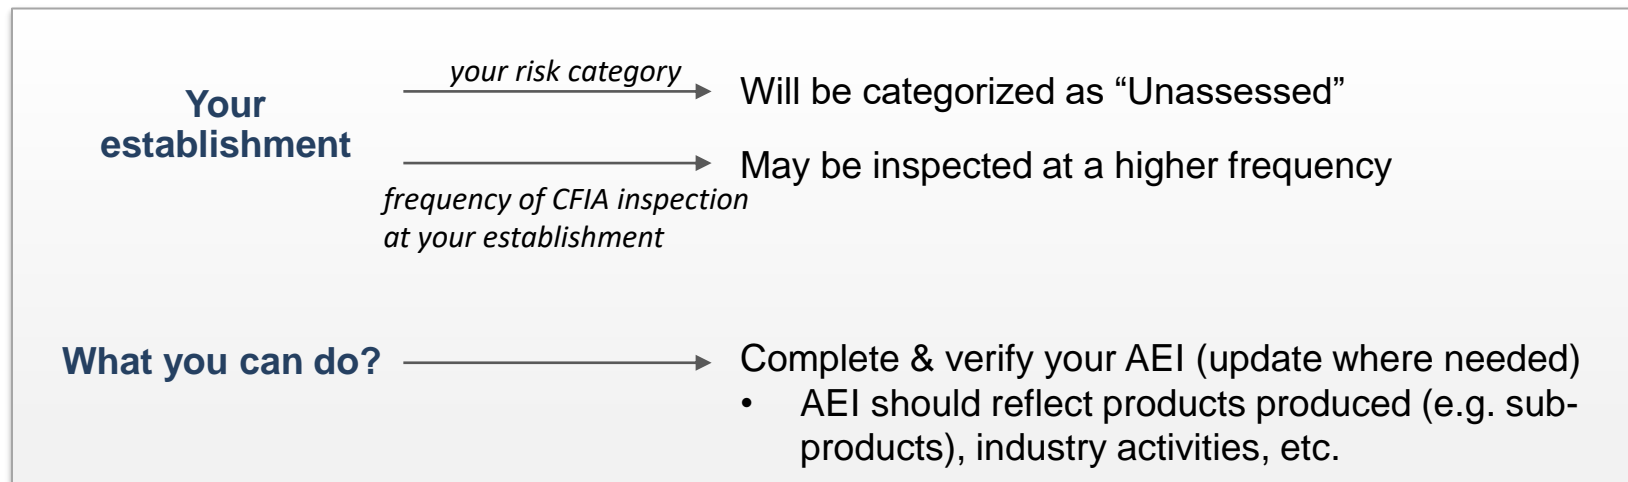 Your
establishment
your risk category
Will be categorized as “Unassessed”
frequency of CFIA inspection
at your establishment
May be inspected at a higher frequency
What you can do?
Complete & verify your AEI (update where needed)
• AEI should reflect products produced (e.g. sub-
products), industry activities, etc.